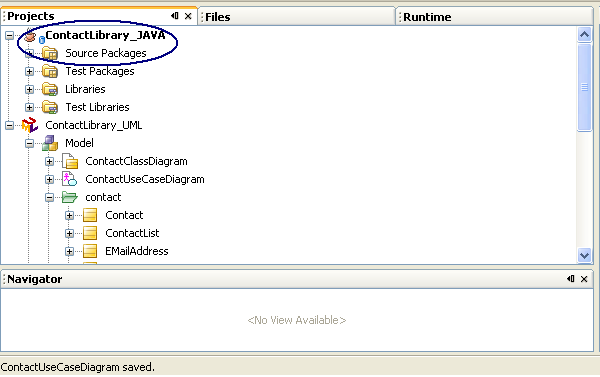 Projects Files Runtime
ContactLibrary_JAVA
Source Packages
Test Packages
Libraries
Test Libraries
ContactLibrary_UML
Model
ContactClassDiagram
ContactUseCaseDiagram
contact
Contact
ContactList
EMailAddress
Navigator
<No View Available>
ContactUseCaseDiagram saved.